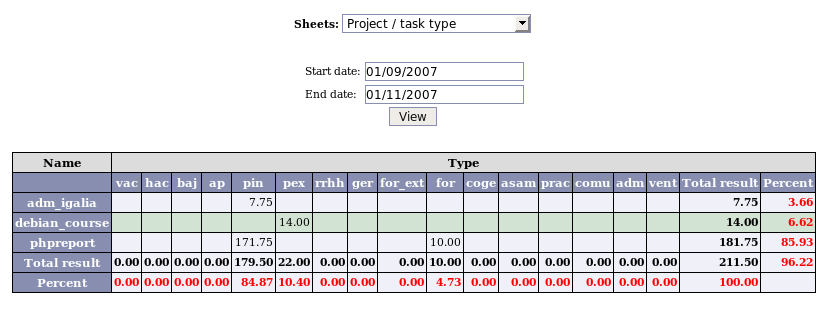 Sheets: Project / task type
Start date: 01/09/2007
End date: 01/11/2007
View
Name Type
vac hac baj ap pin pex rrhh ger for_ext for coge asam prac comu adm vent Total result Percent
adm_igalia 7.75 7.75 3.66
debian_course 14.00 14.00 6.62
phpreport 171.75 10.00 181.75 85.93
Total result 0.00 0.00 0.00 0.00 179.50 22.00 0.00 0.00 0.00 10.00 0.00 0.00 0.00 0.00 0.00 0.00 211.50 96.22
Percent 0.00 0.00 0.00 0.00 84.87 10.40 0.00 0.00 0.00 4.73 0.00 0.00 0.00 0.00 0.00 0.00 100.00